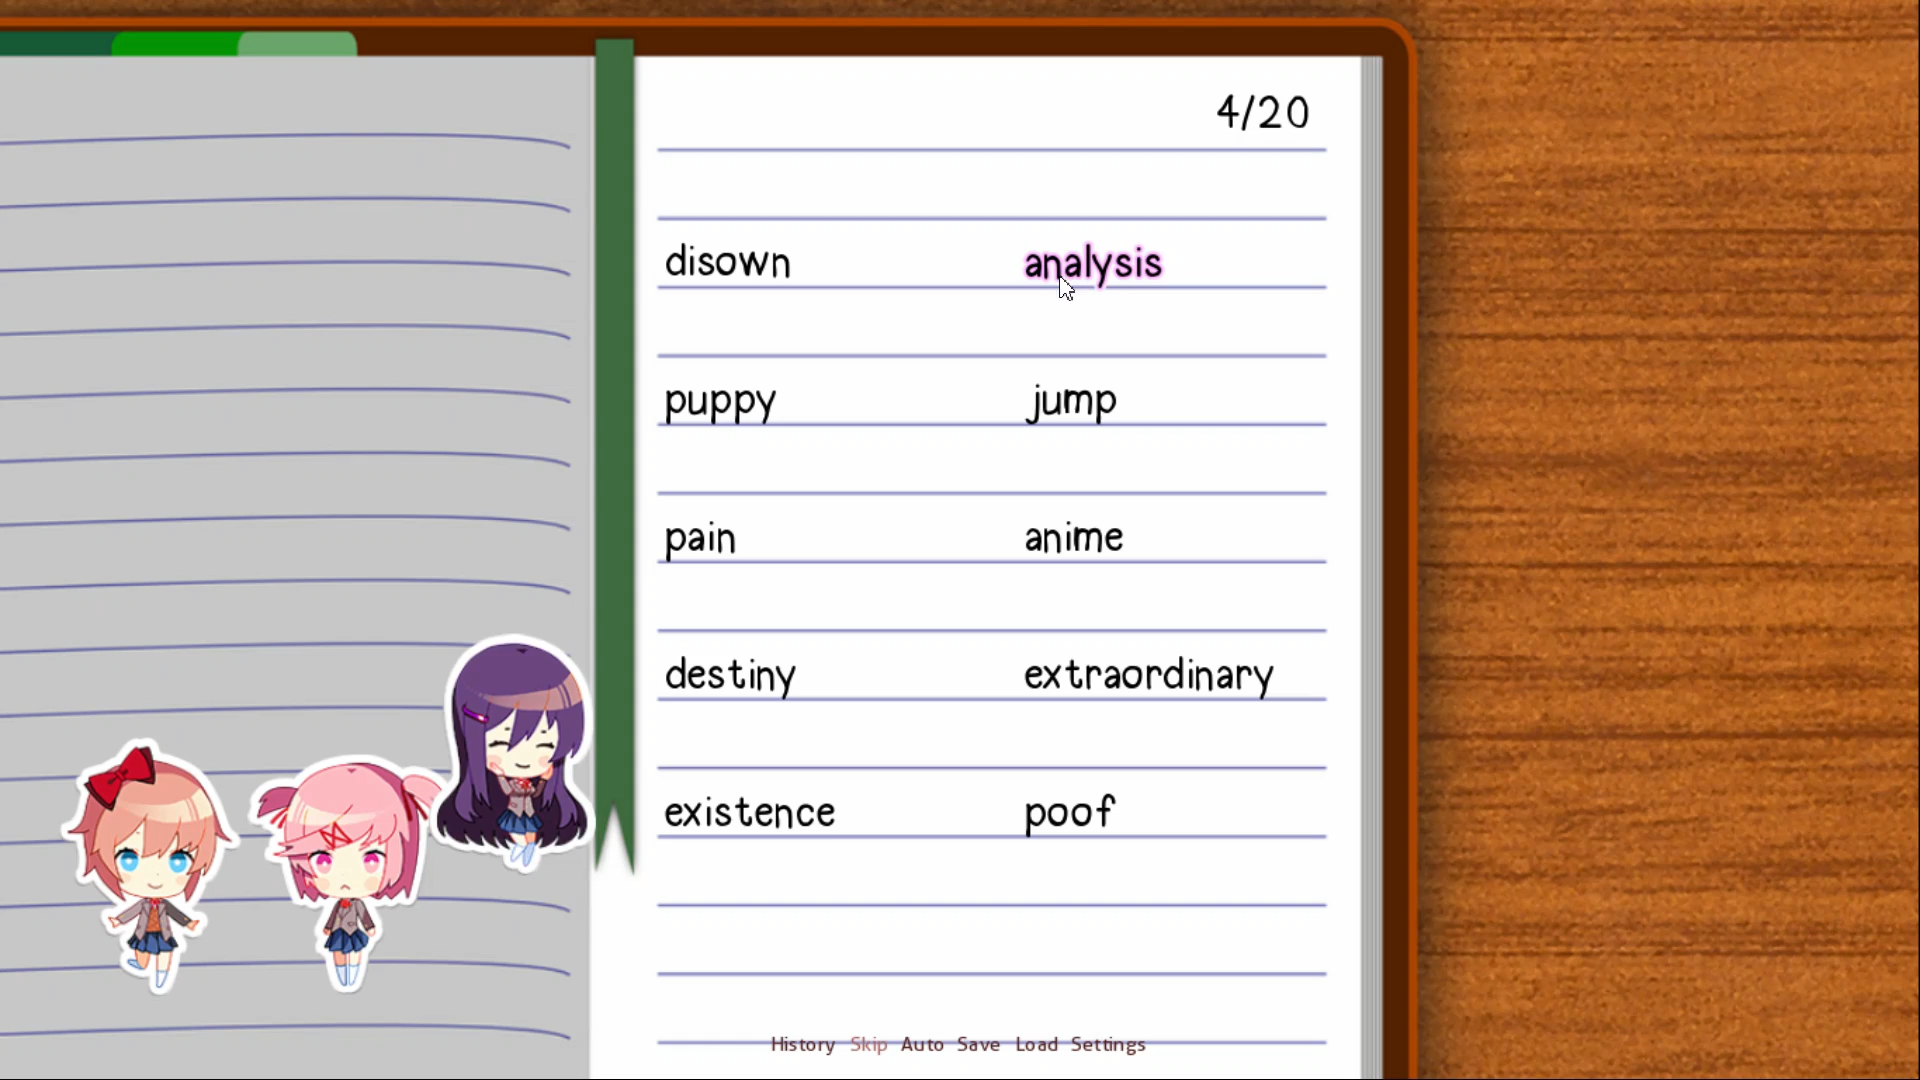 4/20
disown analysis
puppy jump
pain anime
destiny extraordinary
existence poof
History Skip Auto Save Load Settings